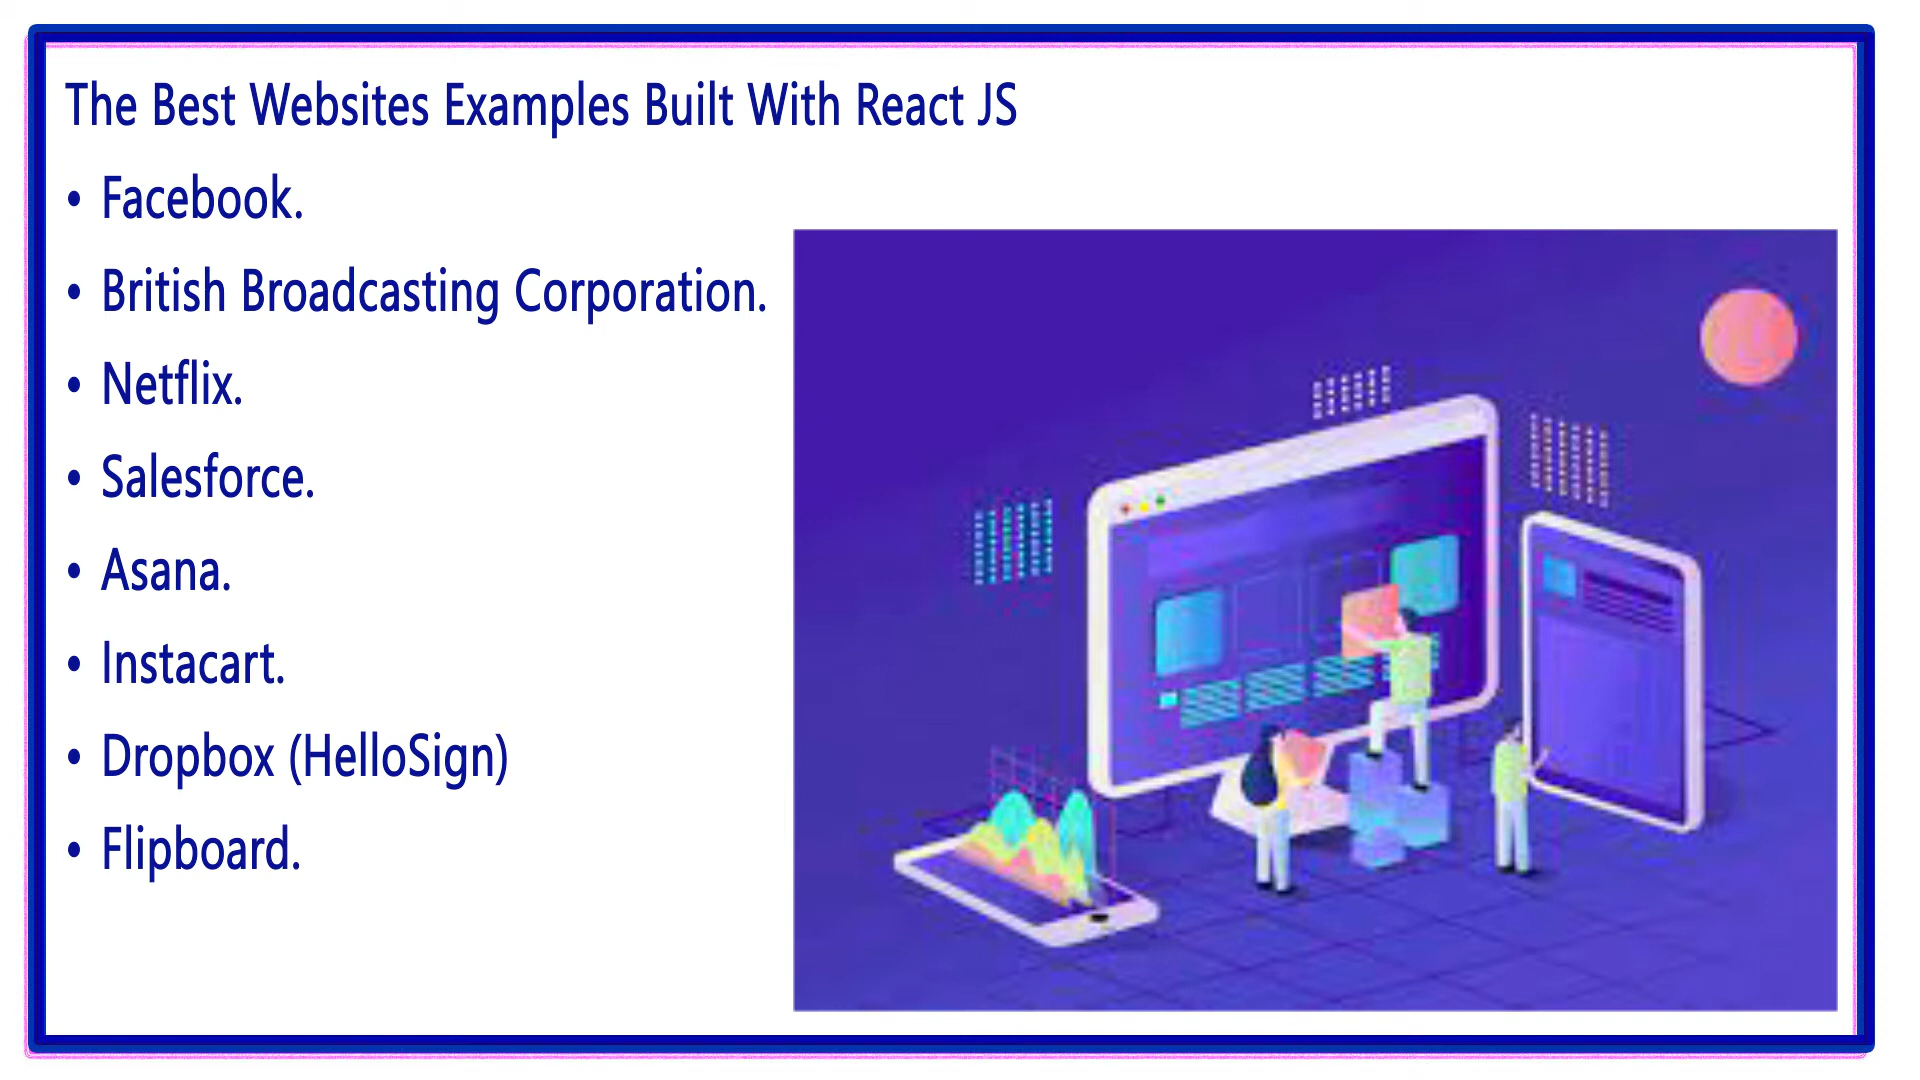 The Best Websites Examples Built With React JS
• Facebook.
• British Broadcasting Corporation.
• Netflix.
• Salesforce.
• Asana.
• Instacart.
• Dropbox (HelloSign)
• Flipboard.